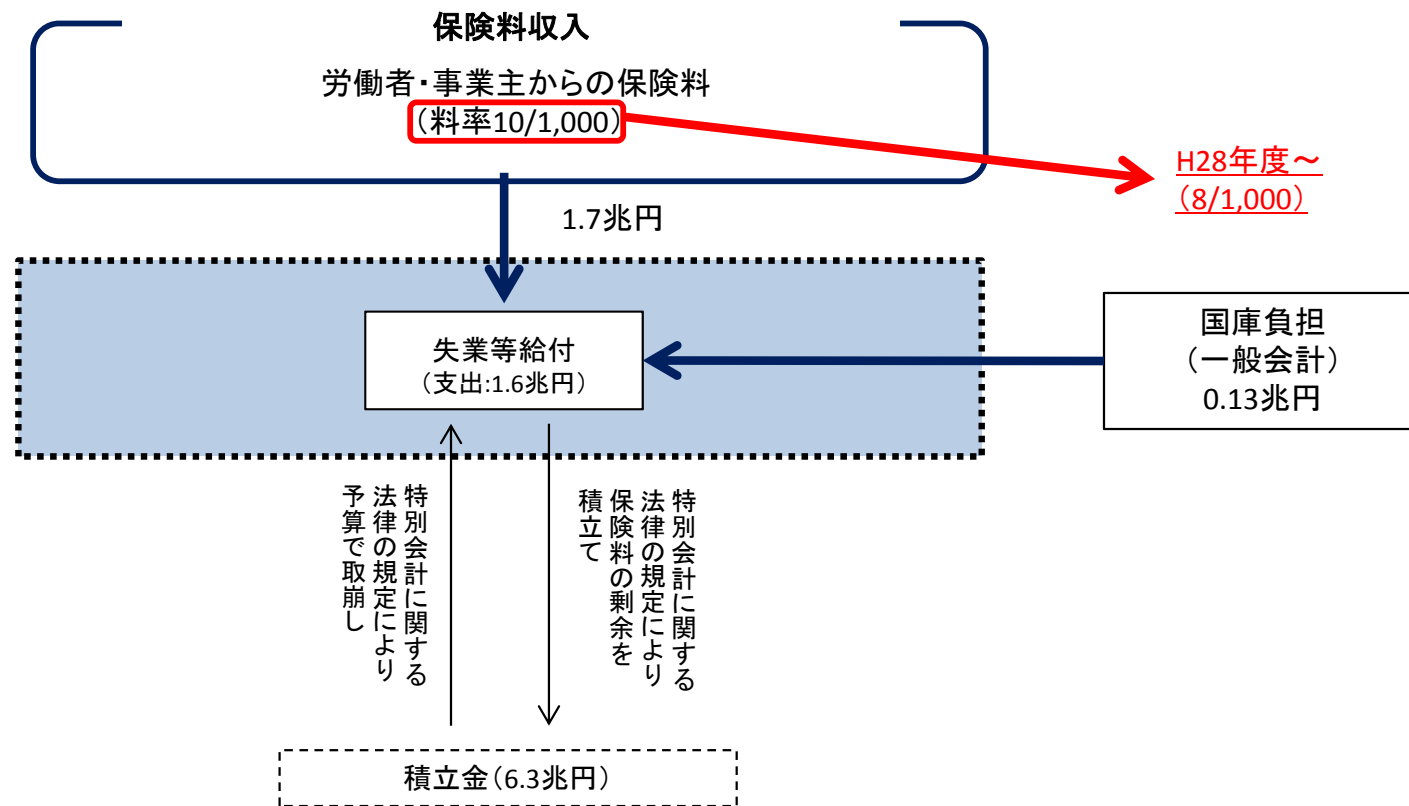 保険料収入
労働者・事業主からの保険料
（料率10/1,000）
H28年度～
（8/1,000）
1.7兆円
失業等給付
（支出:1.6兆円）
国庫負担
（一般会計）
0.13兆円
特別会計に関する
法律の規定により
予算で取崩し
特別会計に関する
法律の規定により
保険料の剰余を
積立て
積立金（6.3兆円）